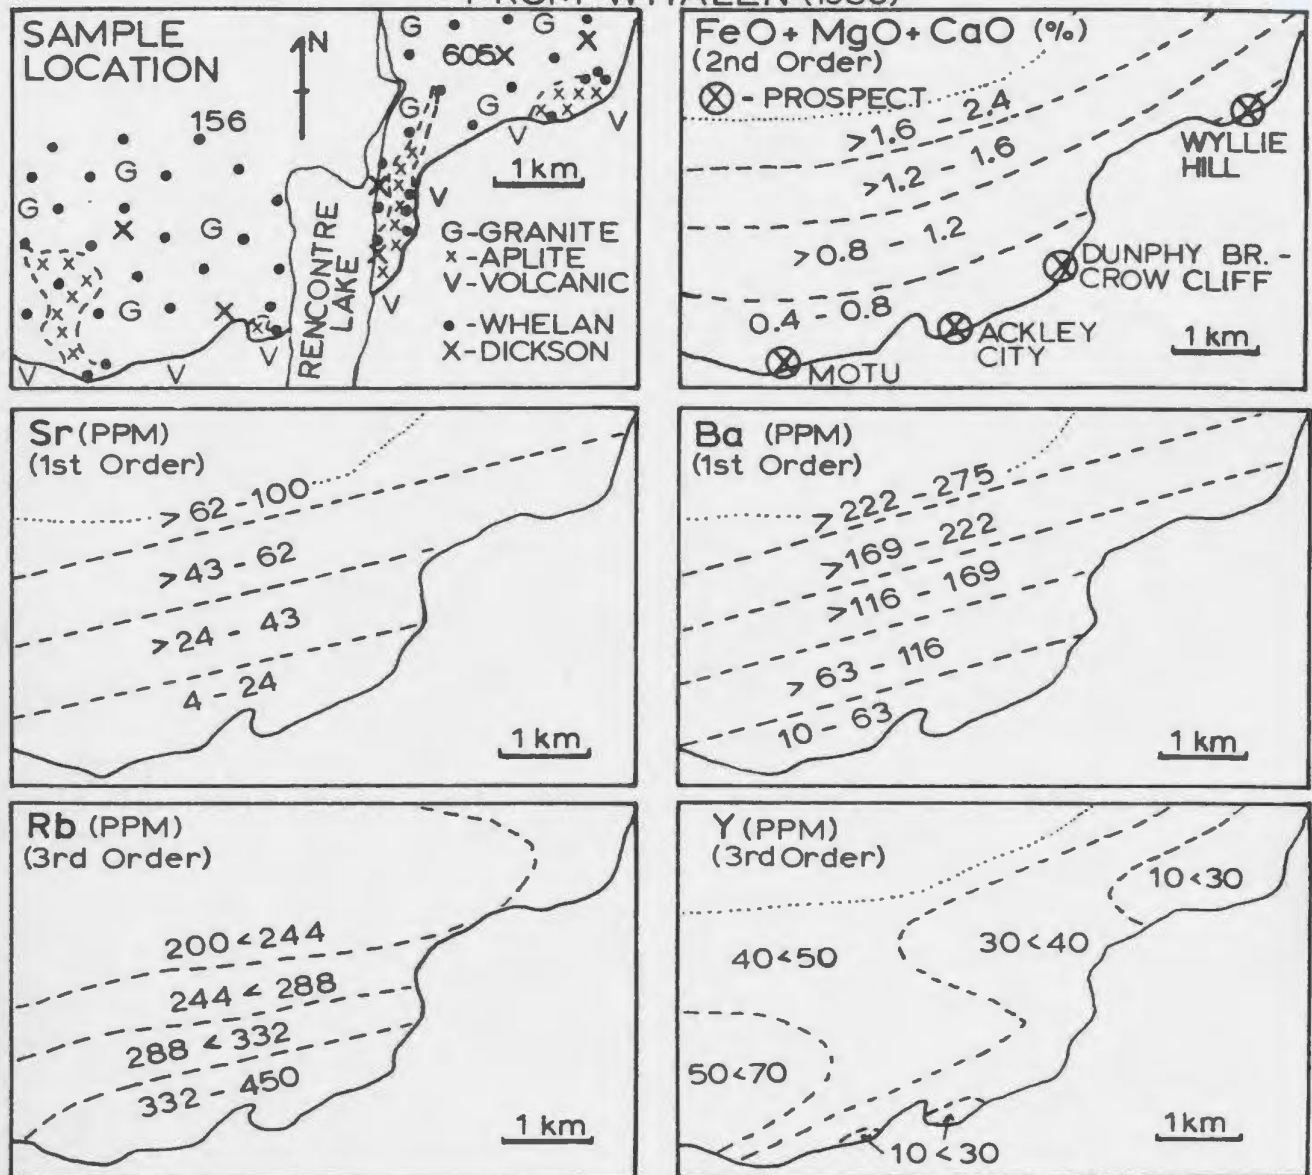 SAMPLE
LOCATION
N
G
605X
X
156
1 km
G
V
G-GRANITE
x-APLITE
V-VOLCANIC
•-WHELAN
X-DICKSON
RENCONTRE
LAKE
FeO+MgO+CaO (%)
(2nd Order)
⊗-PROSPECT
>1.6 - 2.4
>1.2 - 1.6
>0.8 - 1.2
0.4 - 0.8
WYLLIE
HILL
DUNPHY BR.-
CROW CLIFF
ACKLEY
CITY
MOTU
1 km
Sr (PPM)
(1st Order)
>62-100
>43-62
>24 - 43
4 - 24
1 km
Ba (PPM)
(1st Order)
>222 - 275
>169 - 222
>116 - 169
>63 - 116
10 - 63
1 km
Rb (PPM)
(3rd Order)
200<244
244<288
288<332
332-450
1 km
Y (PPM)
(3rd Order)
10<30
30<40
40<50
50<70
10<30
1km